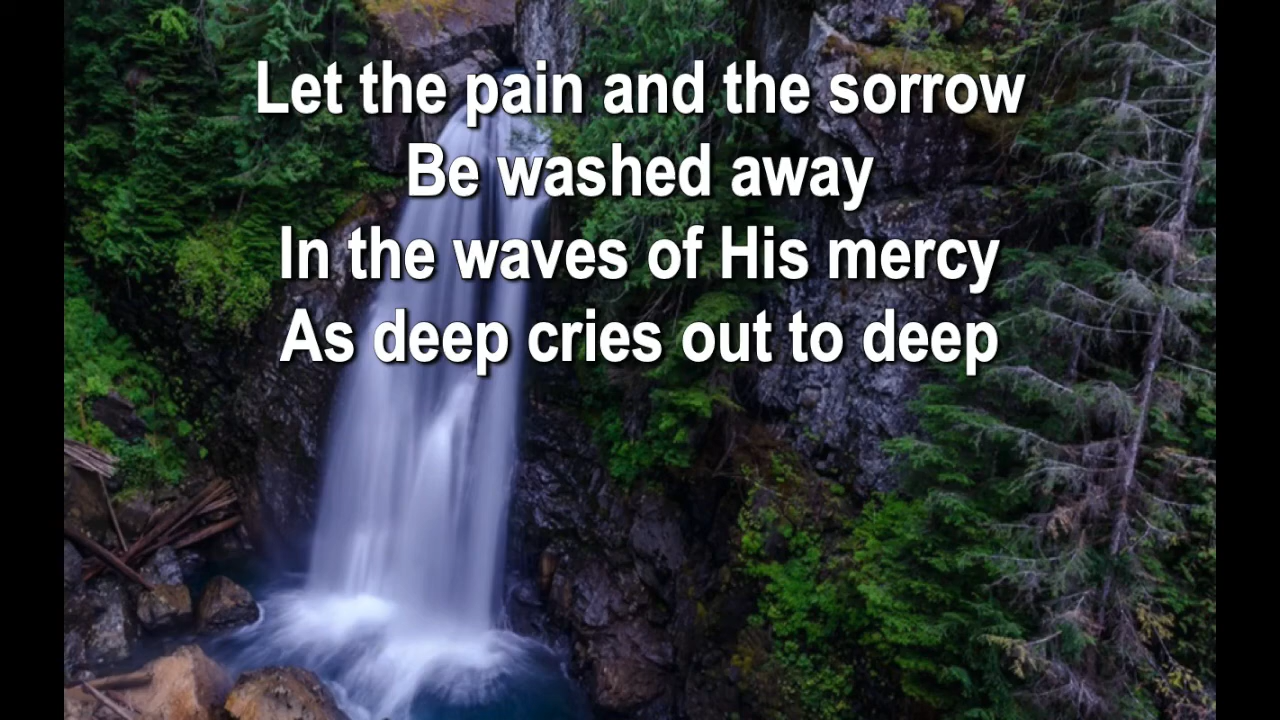 Let the pain and the sorrow
Be washed away
In the waves of His mercy
As deep cries out to deep